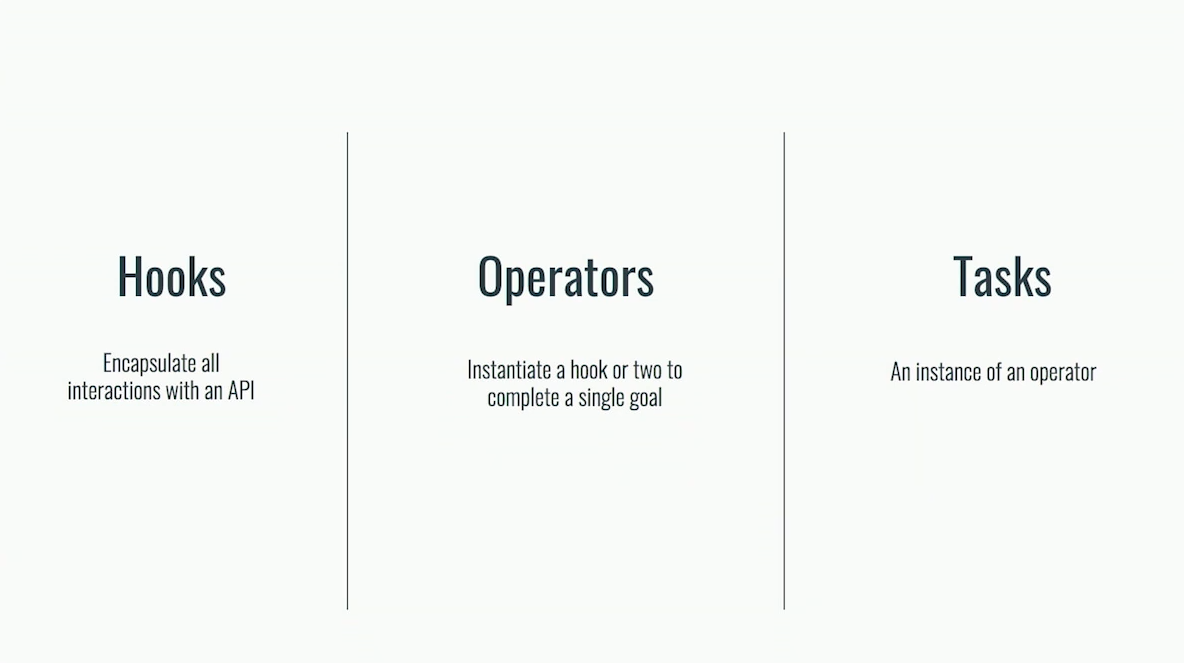 Hooks
Encapsulate all
interactions with an API
Operators
Instantiate a hook or two to
complete a single goal
Tasks
An instance of an operator